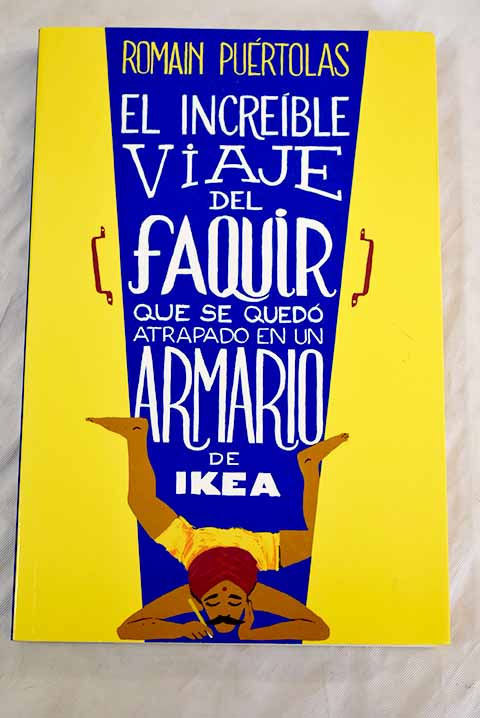 ROMAIN PUÉRTOLAS
EL INCREÍBLE
VIAJE
DEL
FAQUIR
QUE SE QUEDÓ
ATRAPADO EN UN
ARMARIO
DE
IKEA